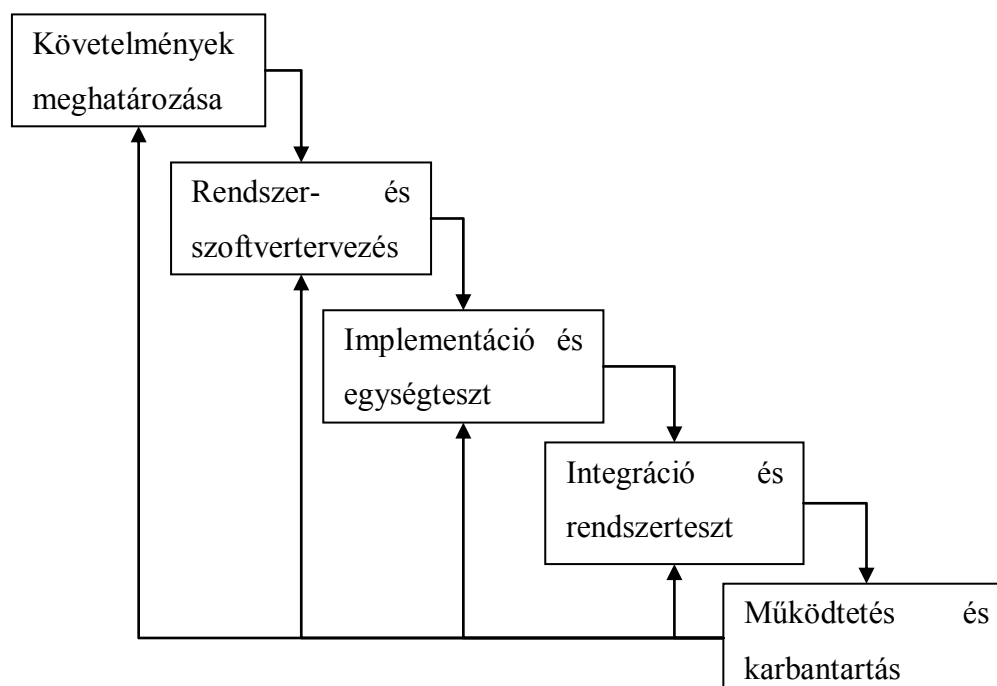 Követelmények
meghatározása
Rendszer- és
szoftvertervezés
Implementáció és
egységteszt
Integráció és
rendszerteszt
Működtetés és
karbantartás